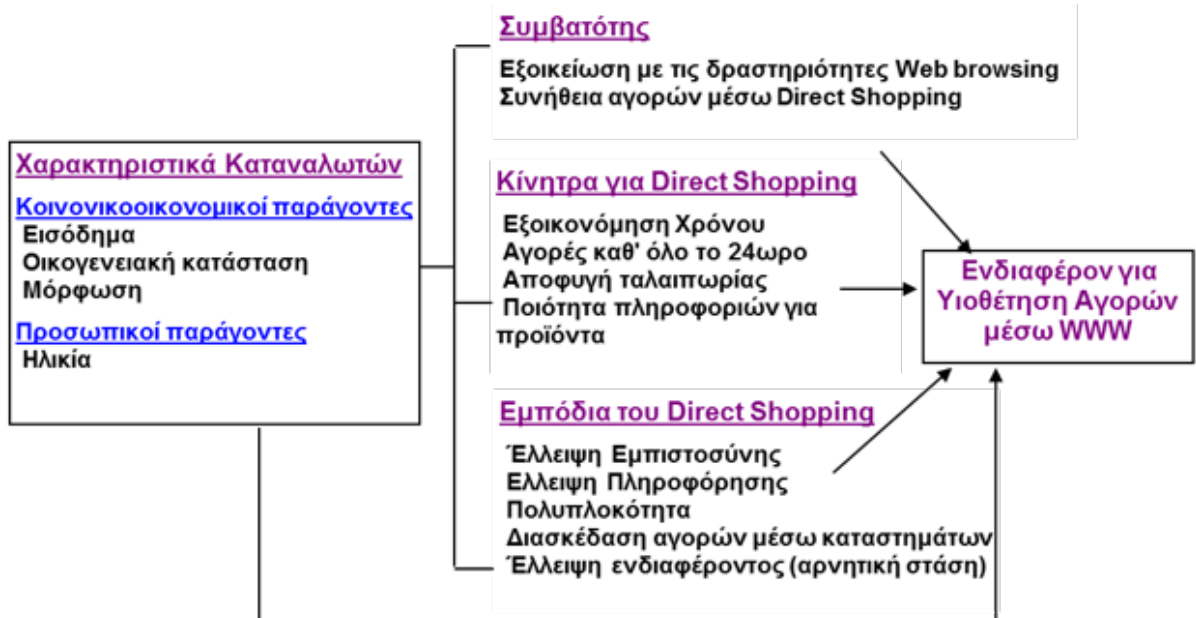 Συμβατότης
Εξοικείωση με τις δραστηριότητες Web browsing
Συνήθεια αγορών μέσω Direct Shopping
Χαρακτηριστικά Καταναλωτών
Κοινονικοοικονομικοί παράγοντες
Εισόδημα
Οικογενειακή κατάσταση
Μόρφωση
Προσωπικοί παράγοντες
Ηλικία
Κίνητρα για Direct Shopping
Εξοικονόμηση Χρόνου
Αγορές καθ' όλο το 24ωρο
Αποφυγή ταλαιπωρίας
Ποιότητα πληροφοριών για
προϊόντα
Εμπόδια του Direct Shopping
Έλλειψη Εμπιστοσύνης
Ελλειψη Πληροφόρησης
Πολυπλοκότητα
Διασκέδαση αγορών μέσω καταστημάτων
Έλλειψη ενδιαφέροντος (αρνητική στάση)
Ενδιαφέρον για
Υιοθέτηση Αγορών
μέσω WWW